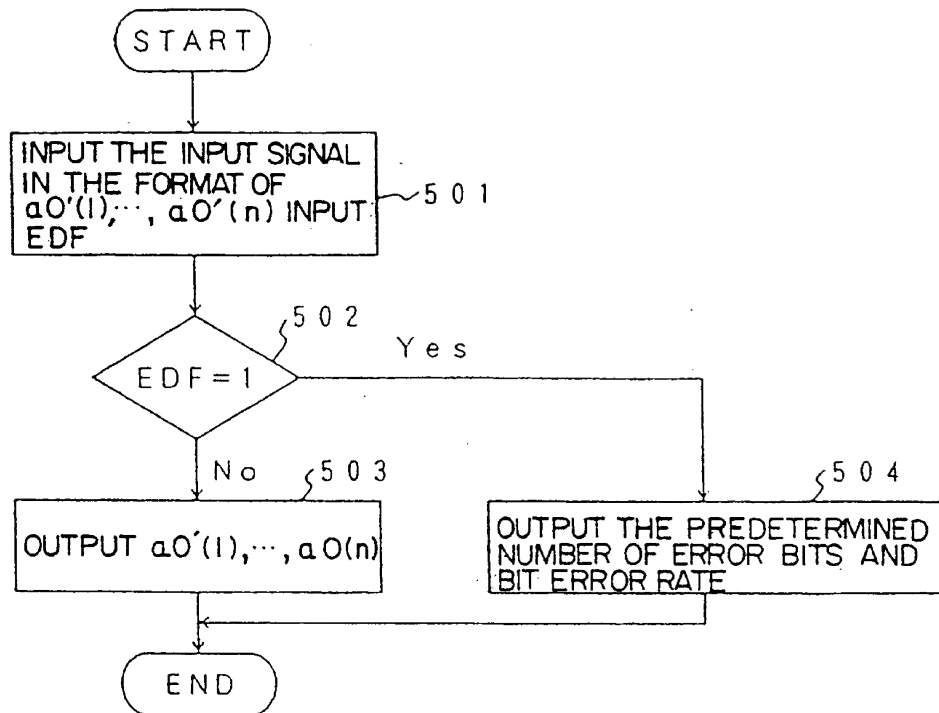 START
INPUT THE INPUT SIGNAL
IN THE FORMAT OF
a0'(1),…, a0'(n) INPUT
EDF
501
502
EDF=1
Yes
No
503
OUTPUT a0'(1),…, a0(n)
504
OUTPUT THE PREDETERMINED
NUMBER OF ERROR BITS AND
BIT ERROR RATE
END